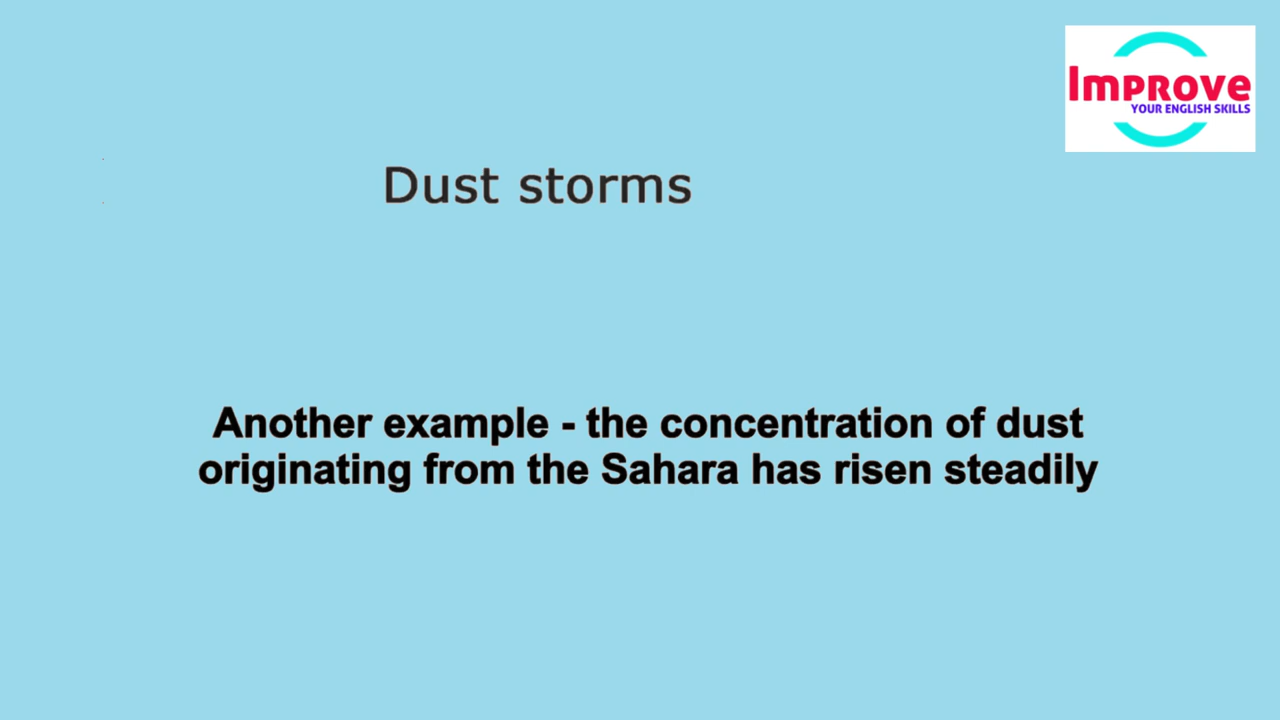 Improve
YOUR ENGLISH SKILLS
Dust storms
Another example - the concentration of dust
originating from the Sahara has risen steadily